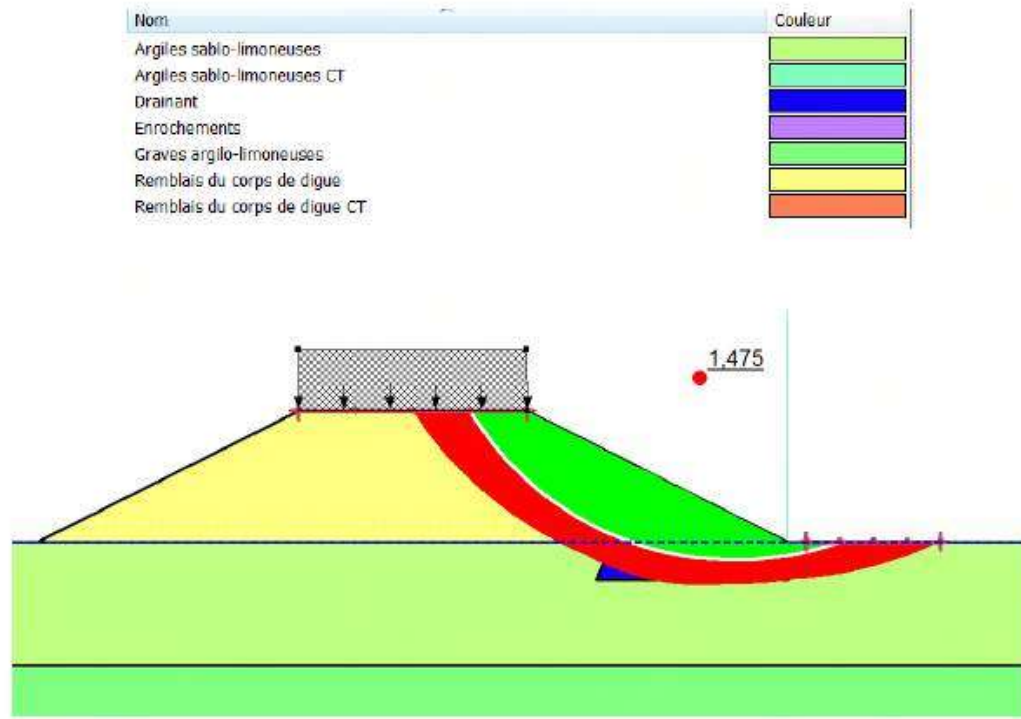 Nom Couleur
Argiles sablo-limoneuses
Argiles sablo-limoneuses CT
Drainant
Enrochements
Graves argilo-limoneuses
Remblais du corps de digue
Remblais du corps de digue CT
1,475